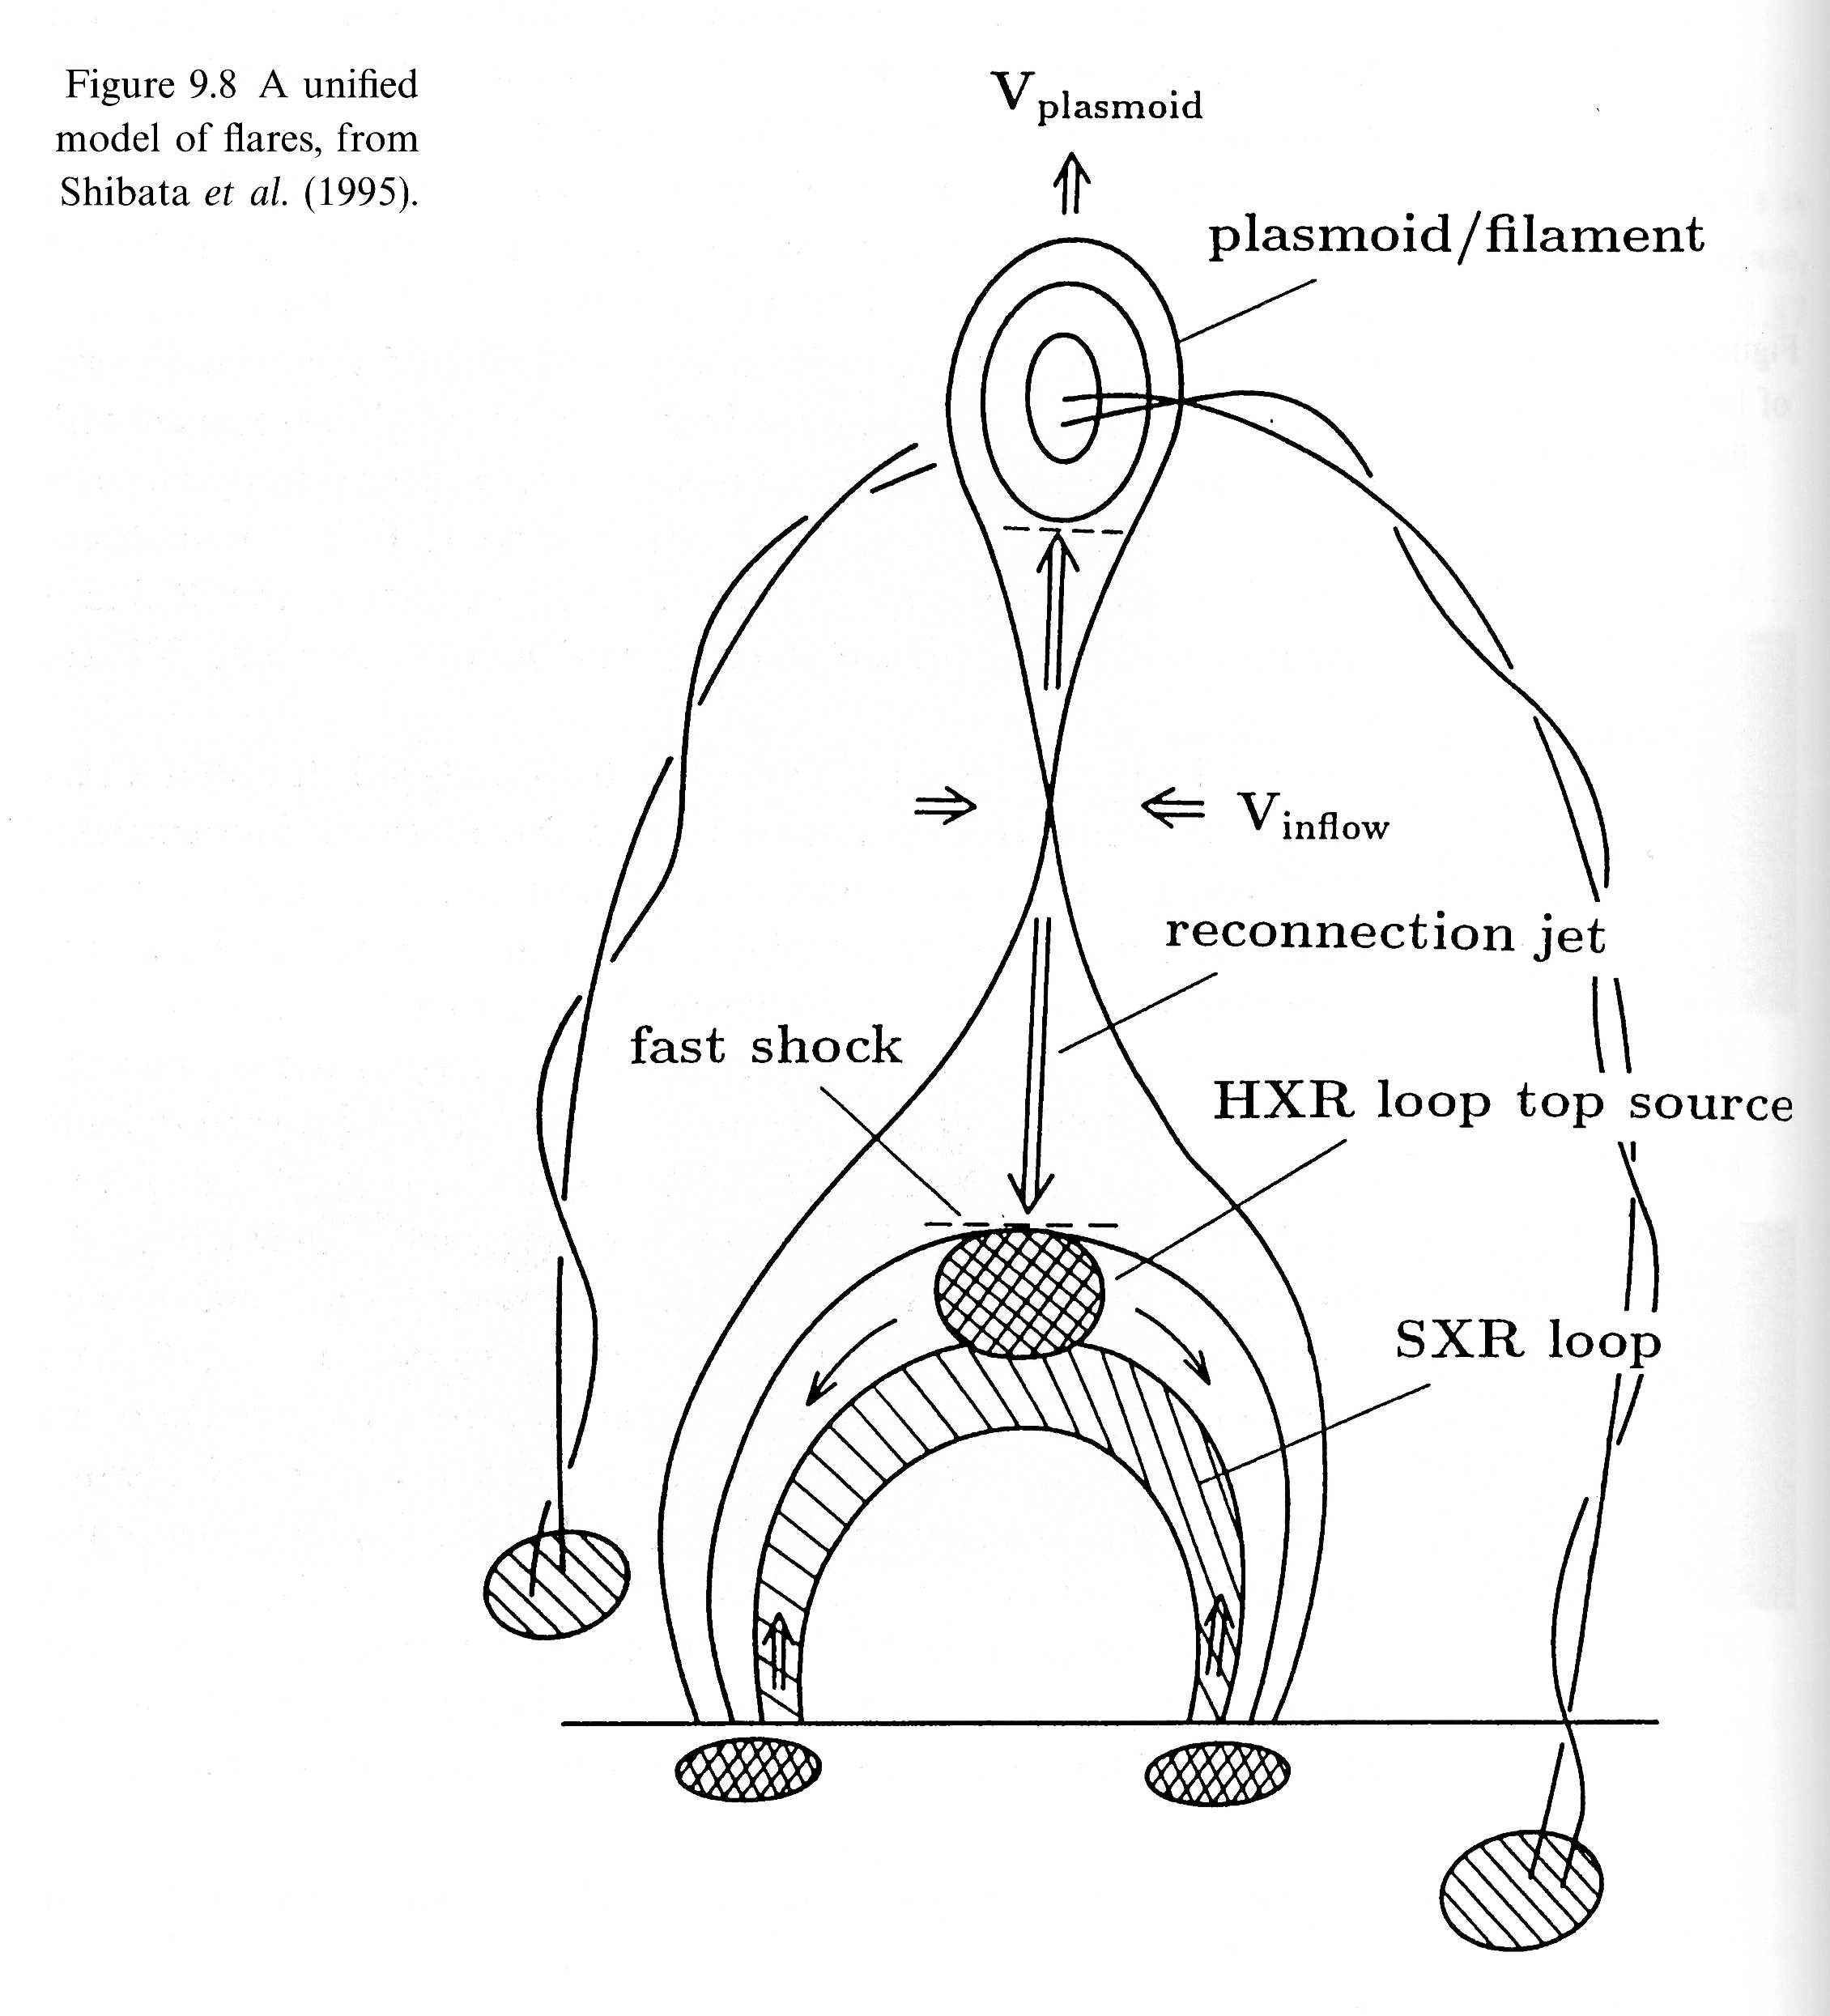 Figure 9.8 A unified
model of flares, from
Shibata et al. (1995).
Vplasmoid
plasmoid/filament
Vinflow
reconnection jet
fast shock
HXR loop top source
SXR loop